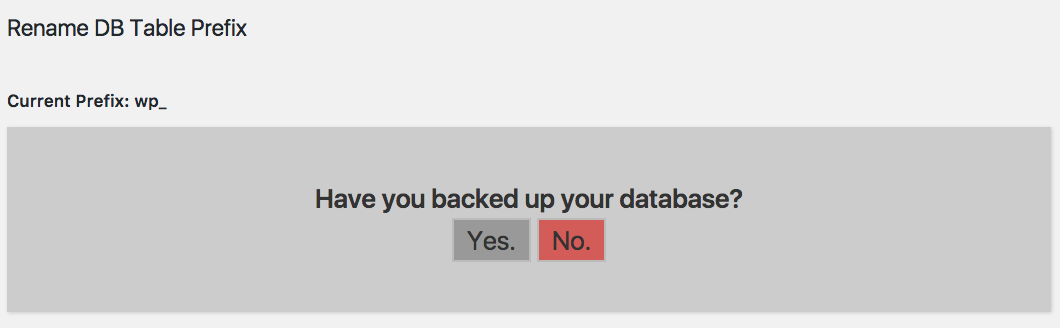 Rename DB Table Prefix
Current Prefix: wp_
Have you backed up your database?
Yes. No.